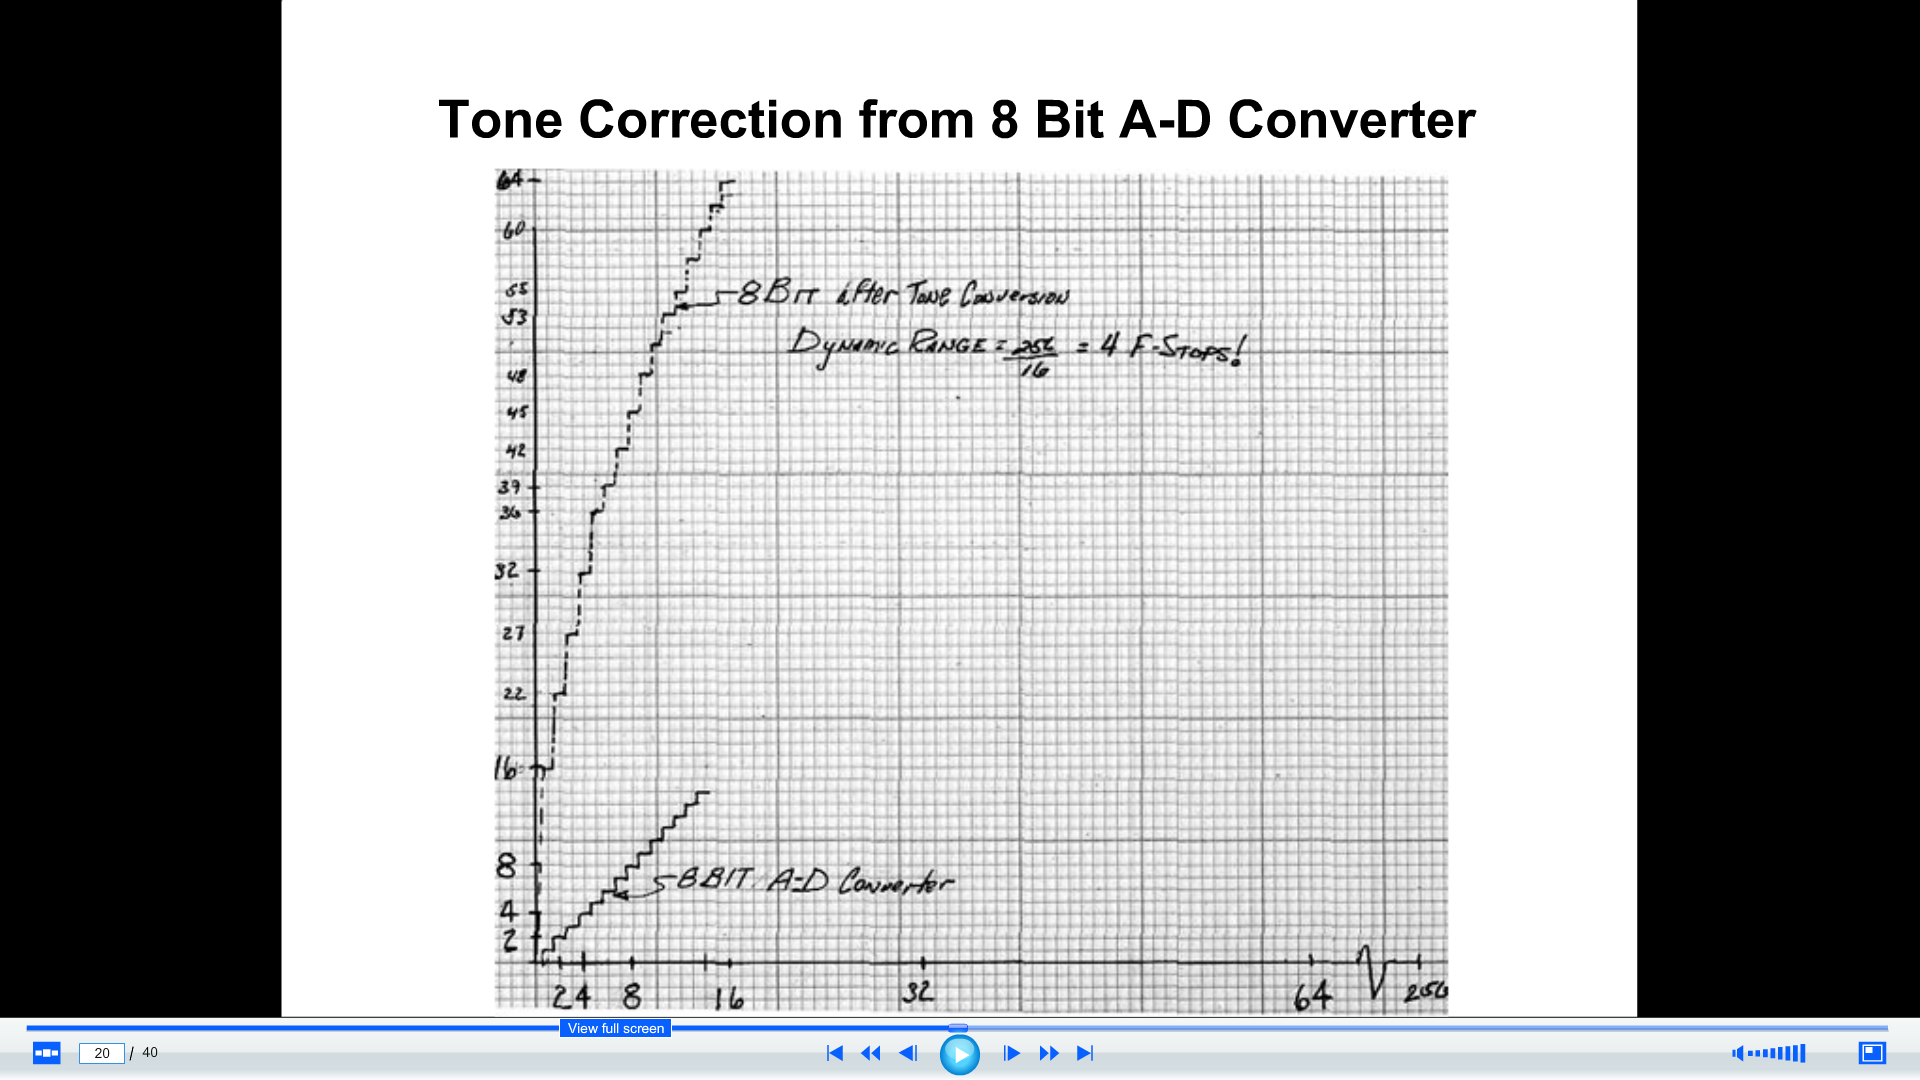 Tone Correction from 8 Bit A-D Converter
64
60
55
53
48
45
42
39
36
32
27
22
16
8
4
2
8 BIT After Tone Conversion
DYNAMIC RANGE = 256/16 = 4 F-STOPS!
8 BIT A-D Converter
2 4 8 16 32 64 256
View full screen
20 / 40